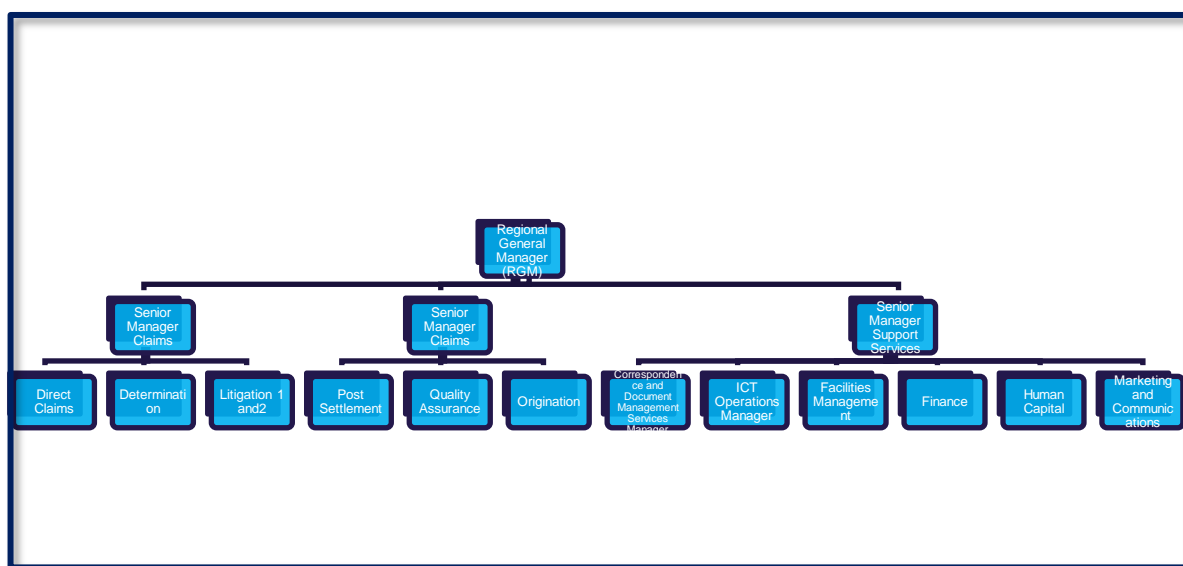 Regional
General
Manager
(RGM)
Senior
Manager
Claims
Senior
Manager
Claims
Senior
Manager
Support
Services
Direct
Claims
Determinati
on
Litigation 1
and2
Post
Settlement
Quality
Assurance
Origination
Corresponden
ce and
Document
Management
Services
Manager
ICT
Operations
Manager
Facilities
Manageme
nt
Finance
Human
Capital
Marketing
and
Communic
ations